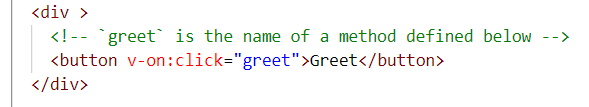 <div >
<!-- `greet` is the name of a method defined below -->
<button v-on:click="greet">Greet</button>
</div>